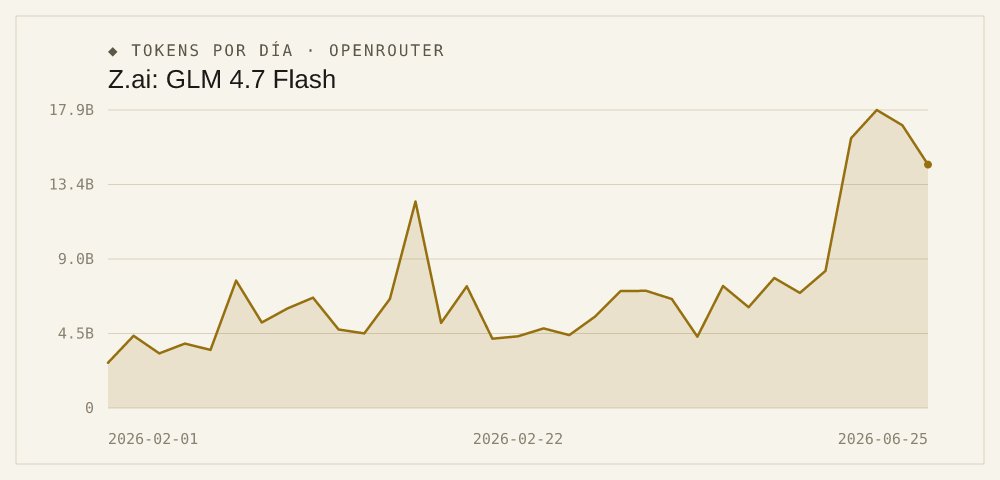 ◆ TOKENS POR DÍA · OPENROUTER
Z.ai: GLM 4.7 Flash
17.9B
13.4B
9.0B
4.5B
0
2026-02-01 2026-02-22 2026-06-25